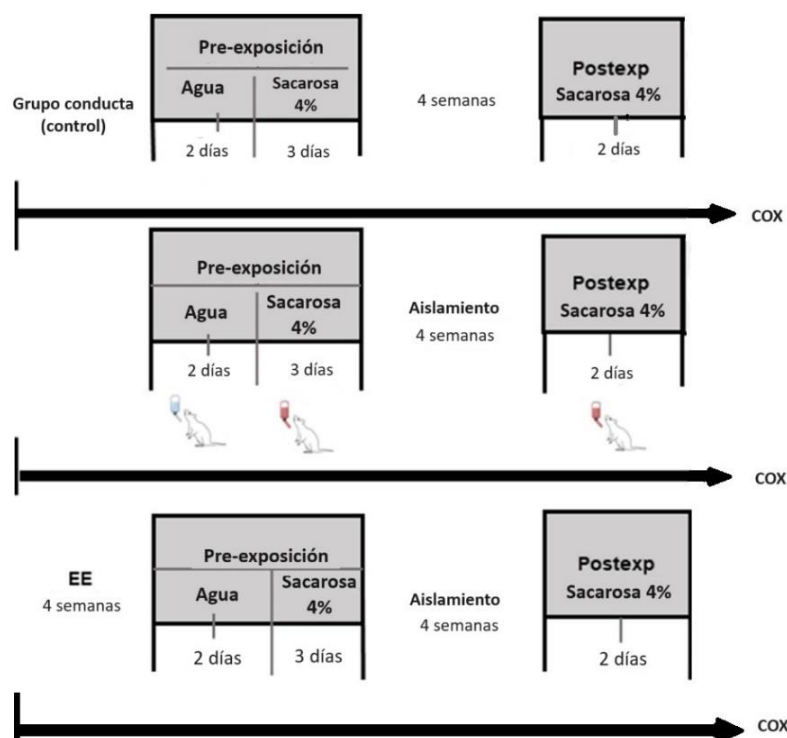 Pre-exposición
Postexp
Sacarosa 4%
Agua
Sacarosa
4%
Grupo conducta
(control)
4 semanas
2 días
3 días
2 días
COX
Pre-exposición
Agua
Sacarosa
4%
Aislamiento
4 semanas
Postexp
Sacarosa 4%
2 días
3 días
2 días
COX
EE
4 semanas
Pre-exposición
Agua
Sacarosa
4%
Aislamiento
4 semanas
Postexp
Sacarosa 4%
2 días
3 días
2 días
COX